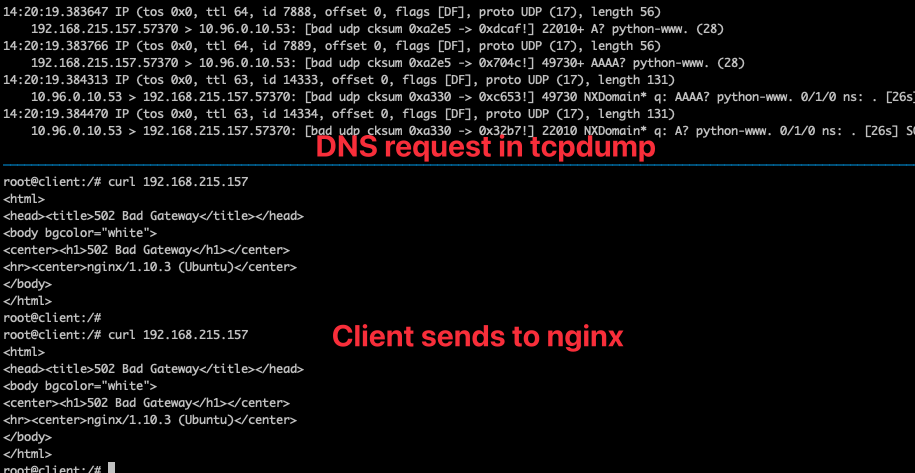 14:20:19.383647 IP (tos 0x0, ttl 64, id 7888, offset 0, flags [DF], proto UDP (17), length 56)
192.168.215.157.57370 > 10.96.0.10.53: [bad udp cksum 0xa2e5 -> 0xdcaf!] 22010+ A? python-www. (28)
14:20:19.383766 IP (tos 0x0, ttl 64, id 7889, offset 0, flags [DF], proto UDP (17), length 56)
192.168.215.157.57370 > 10.96.0.10.53: [bad udp cksum 0xa2e5 -> 0x704c!] 49730+ AAAA? python-www. (28)
14:20:19.384313 IP (tos 0x0, ttl 63, id 14333, offset 0, flags [DF], proto UDP (17), length 131)
10.96.0.10.53 > 192.168.215.157.57370: [bad udp cksum 0xa330 -> 0xc653!] 49730 NXDomain* q: AAAA? python-www. 0/1/0 ns: . [26s]
14:20:19.384470 IP (tos 0x0, ttl 63, id 14334, offset 0, flags [DF], proto UDP (17), length 131)
10.96.0.10.53 > 192.168.215.157.57370: [bad udp cksum 0xa330 -> 0x32b7!] 22010 NXDomain* q: A? python-www. 0/1/0 ns: . [26s] SO
DNS request in tcpdump
root@client:/# curl 192.168.215.157
<html>
<head><title>502 Bad Gateway</title></head>
<body bgcolor="white">
<center><h1>502 Bad Gateway</h1></center>
<hr><center>nginx/1.10.3 (Ubuntu)</center>
</body>
</html>
root@client:/#
root@client:/# curl 192.168.215.157
Client sends to nginx
<html>
<head><title>502 Bad Gateway</title></head>
<body bgcolor="white">
<center><h1>502 Bad Gateway</h1></center>
<hr><center>nginx/1.10.3 (Ubuntu)</center>
</body>
</html>
root@client:/#